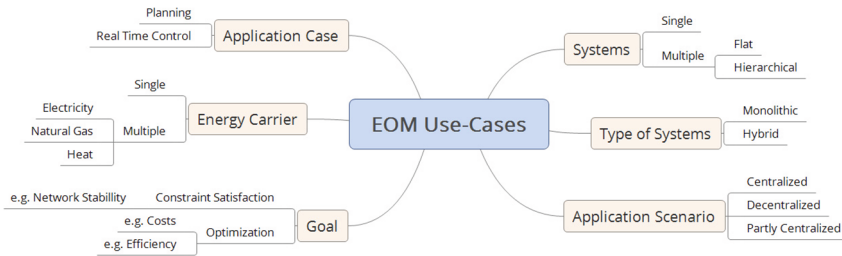 EOM Use-Cases
Application Case
Planning
Real Time Control
Energy Carrier
Single
Multiple
Electricity
Natural Gas
Heat
Goal
Constraint Satisfaction
e.g. Network Stabillity
Optimization
e.g. Costs
e.g. Efficiency
Systems
Single
Multiple
Flat
Hierarchical
Type of Systems
Monolithic
Hybrid
Application Scenario
Centralized
Decentralized
Partly Centralized